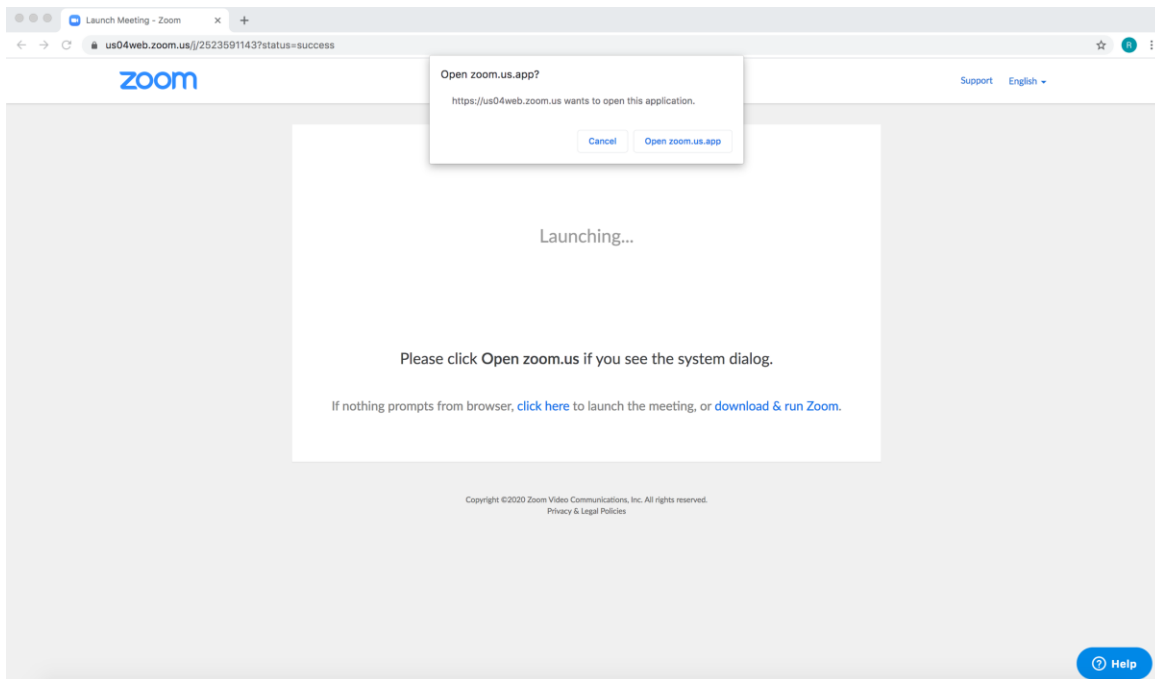 Launch Meeting - Zoom
us04web.zoom.us/j/2523591143?status=success
R
zoom
Support English
Open zoom.us.app?
https://us04web.zoom.us wants to open this application.
Cancel Open zoom.us.app
Launching...
Please click Open zoom.us if you see the system dialog.
If nothing prompts from browser, click here to launch the meeting, or download & run Zoom.
Copyright ©2020 Zoom Video Communications, Inc. All rights reserved.
Privacy & Legal Policies
? Help